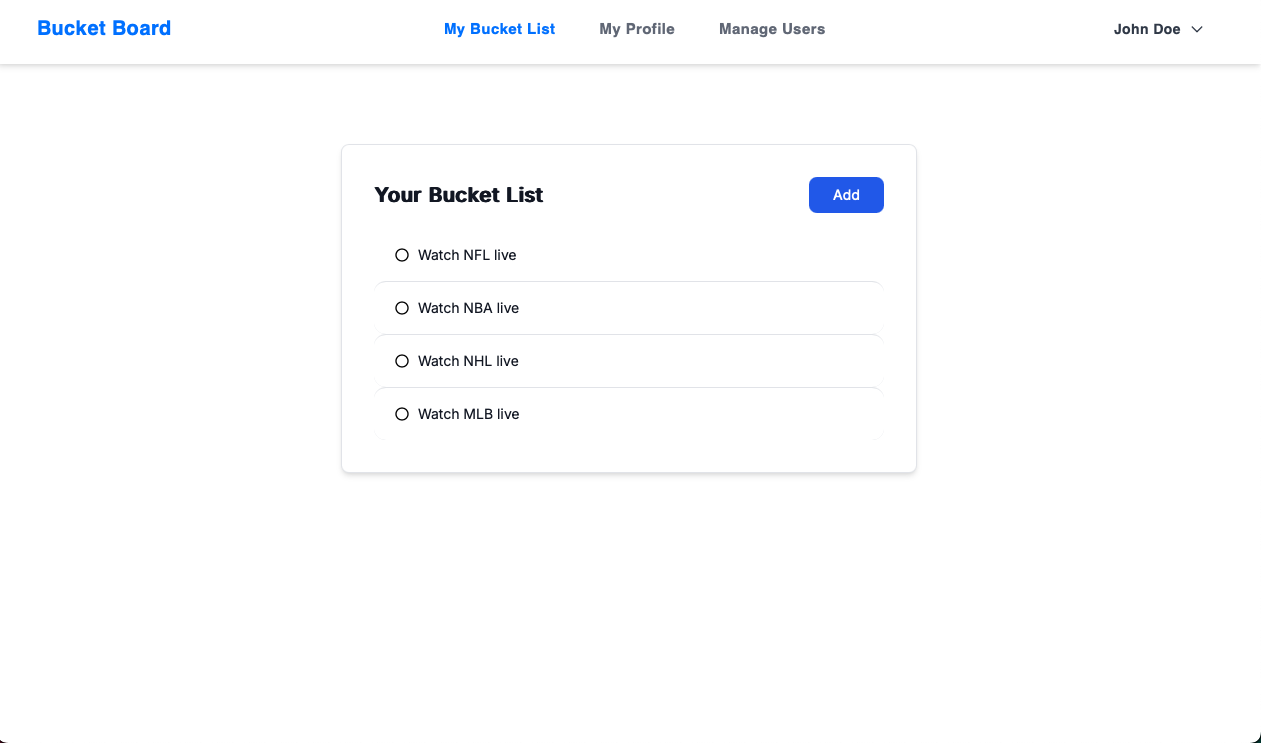 Bucket Board
My Bucket List
My Profile
Manage Users
John Doe
Your Bucket List
Add
Watch NFL live
Watch NBA live
Watch NHL live
Watch MLB live